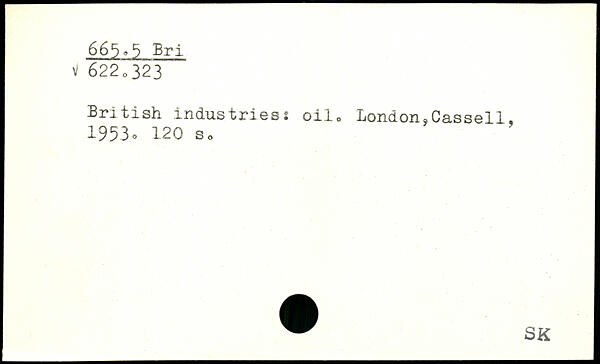 665.5 Bri
√ 622.323
British industries: oil. London,Cassell,
1953. 120 s.
SK